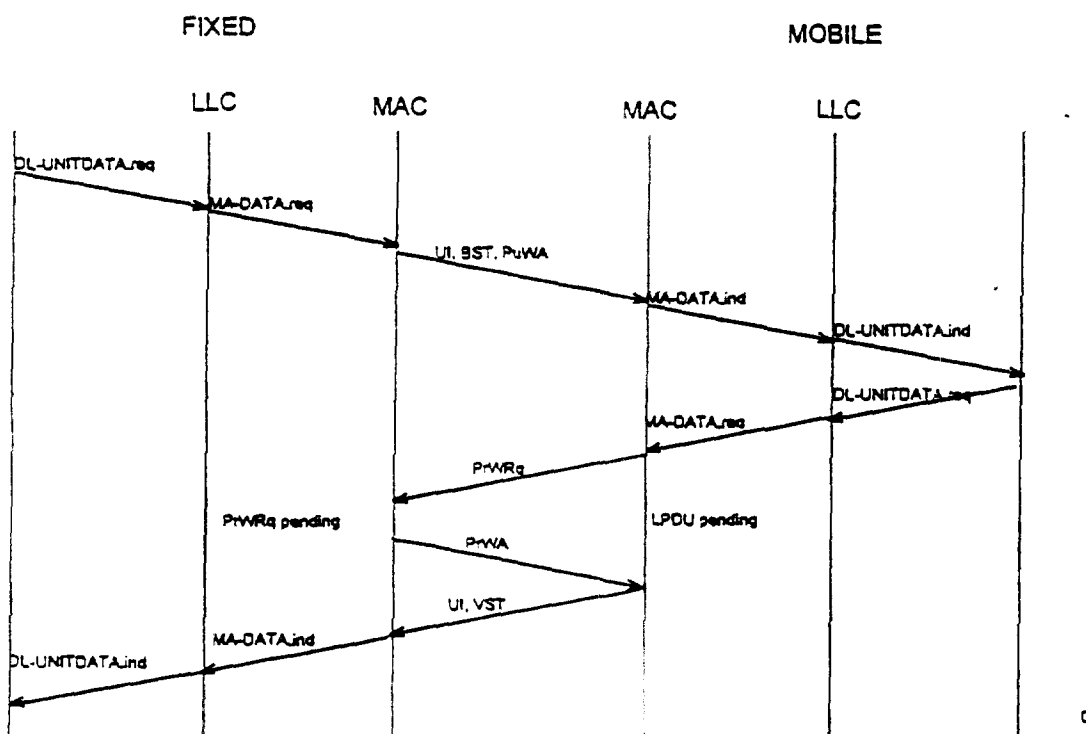 FIXED
MOBILE
LLC
MAC
MAC
LLC
DL-UNITDATA.req
MA-DATA.req
UI, BST, PuWA
MA-DATA.ind
DL-UNITDATA.ind
DL-UNITDATA.req
MA-DATA.req
PrWRq
PrWRq pending
LPDU pending
PrWA
UI, VST
MA-DATA.ind
DL-UNITDATA.ind